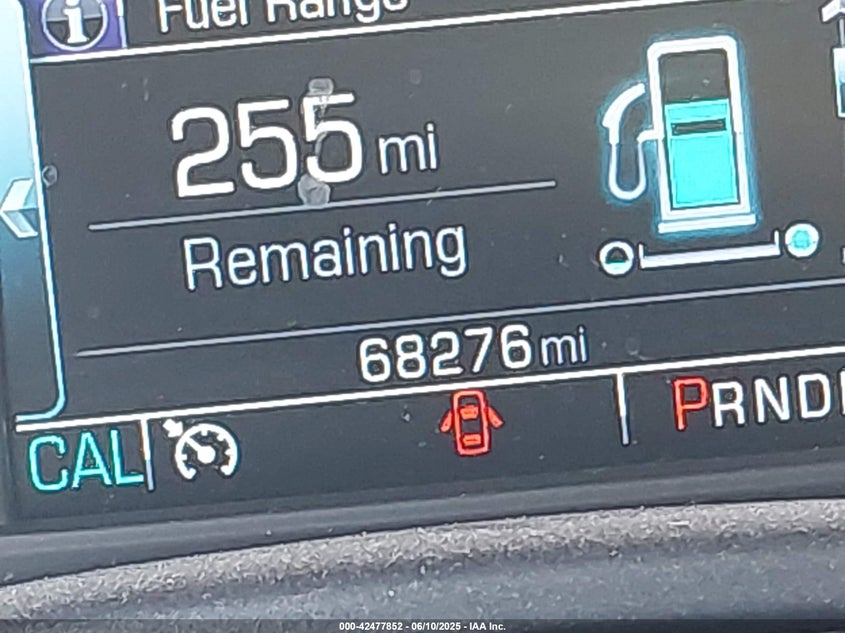 Fuel Range
255 mi
Remaining
68276 mi
CAL
PRND
000-42477852 - 06/10/2025 - IAA Inc.